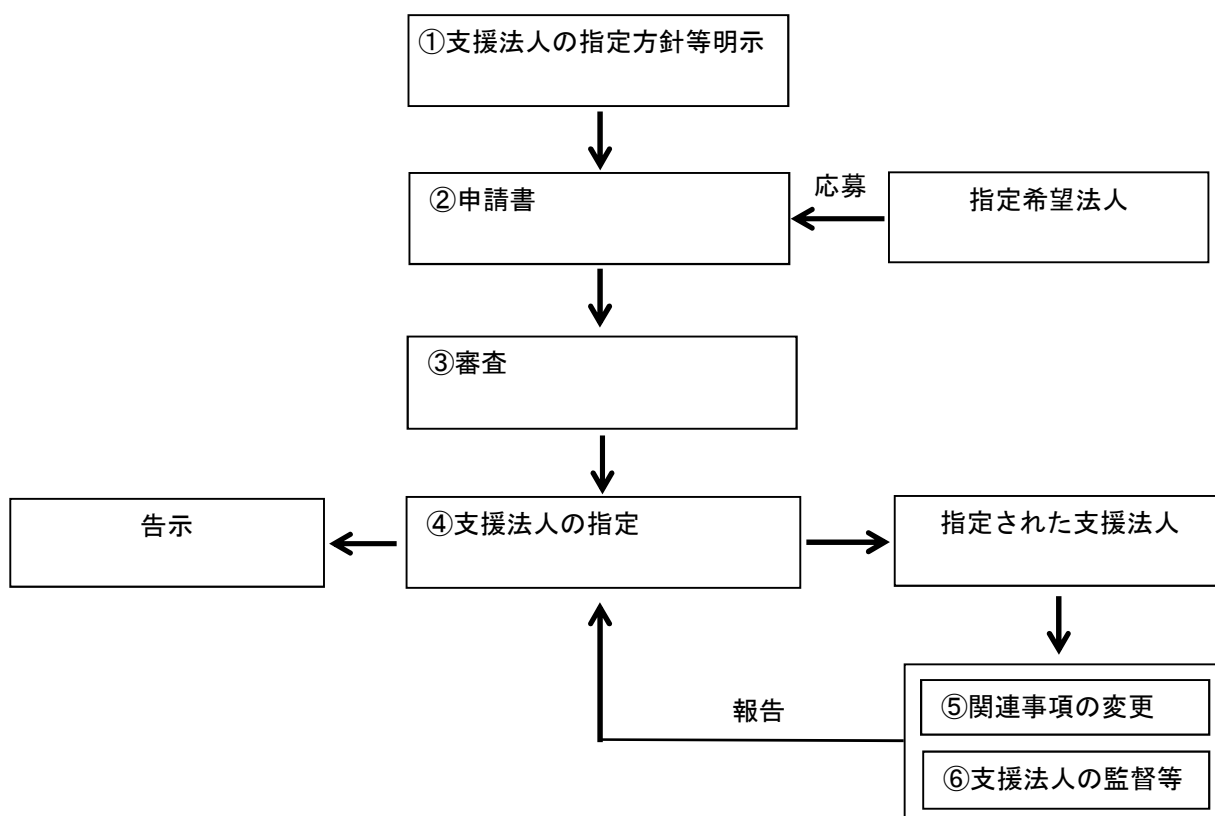 ①支援法人の指定方針等明示
②申請書
応募
指定希望法人
③審査
告示
④支援法人の指定
指定された支援法人
報告
⑤関連事項の変更
⑥支援法人の監督等